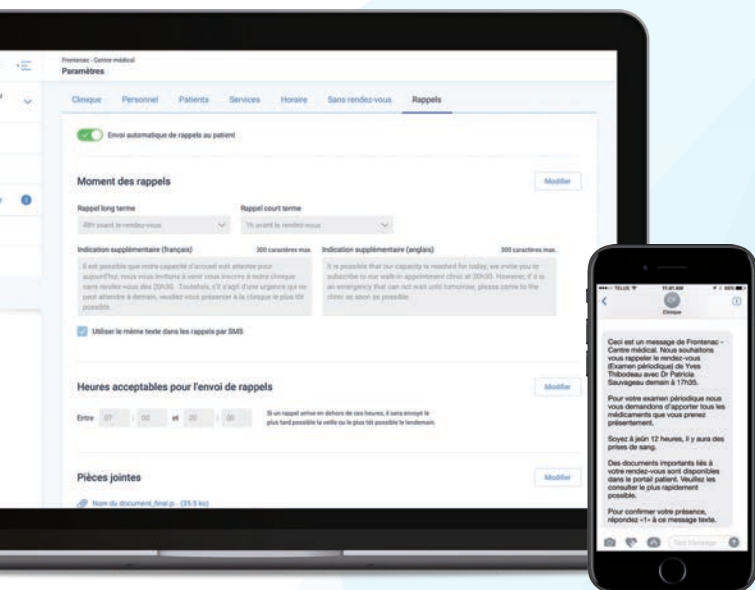 Frontenac - Centre médical
Paramètres
Clinique Personnel Patients Services Horaire Sans rendez-vous Rappels
Envoi automatique de rappels au patient
Moment des rappels
Modifier
Rappel long terme Rappel court terme
48h avant le rendez-vous 1h avant le rendez-vous
Indication supplémentaire (français) 300 caractères max. Indication supplémentaire (anglais) 300 caractères max.
Il est possible que notre capacité d'accueil soit atteinte pour
aujourd'hui, nous vous invitons à venir vous inscrire à notre clinique
sans rendez-vous dès 20h30. Toutefois, s'il s'agit d'une urgence qui ne
peut attendre à demain, veuillez vous présenter à la clinique le plus tôt
possible.
It is possible that our capacity is reached for today, we invite you to
subscribe to our walk-in appointment clinic at 20h30. However, if it is
an emergency that can not wait until tomorrow, please come to the
clinic as soon as possible.
Utiliser le même texte dans les rappels par SMS
Heures acceptables pour l'envoi de rappels
Modifier
Entre 07 : 00 et 20 : 00
Si un rappel arrive en dehors de ces heures, il sera envoyé le
plus tard possible la veille ou le plus tôt possible le lendemain.
Pièces jointes
Modifier
Nom du document_final.p... (35.5 ko)
TELUS 11:41 AM
Clinique
Ceci est un message de Frontenac -
Centre médical. Nous souhaitons
vous rappeler le rendez-vous
(Examen périodique) de Yves
Thibodeau avec Dr Patricia
Sauvageau demain à 17h35.
Pour votre examen périodique nous
vous demandons d'apporter tous les
médicaments que vous prenez
présentement.
Soyez à jeûn 12 heures, il y aura des
prises de sang.
Des documents importants liés à
votre rendez-vous sont disponibles
dans le portail patient. Veuillez les
consulter le plus rapidement
possible.
Pour confirmer votre présence,
répondez «1» à ce message texte.
Text Message